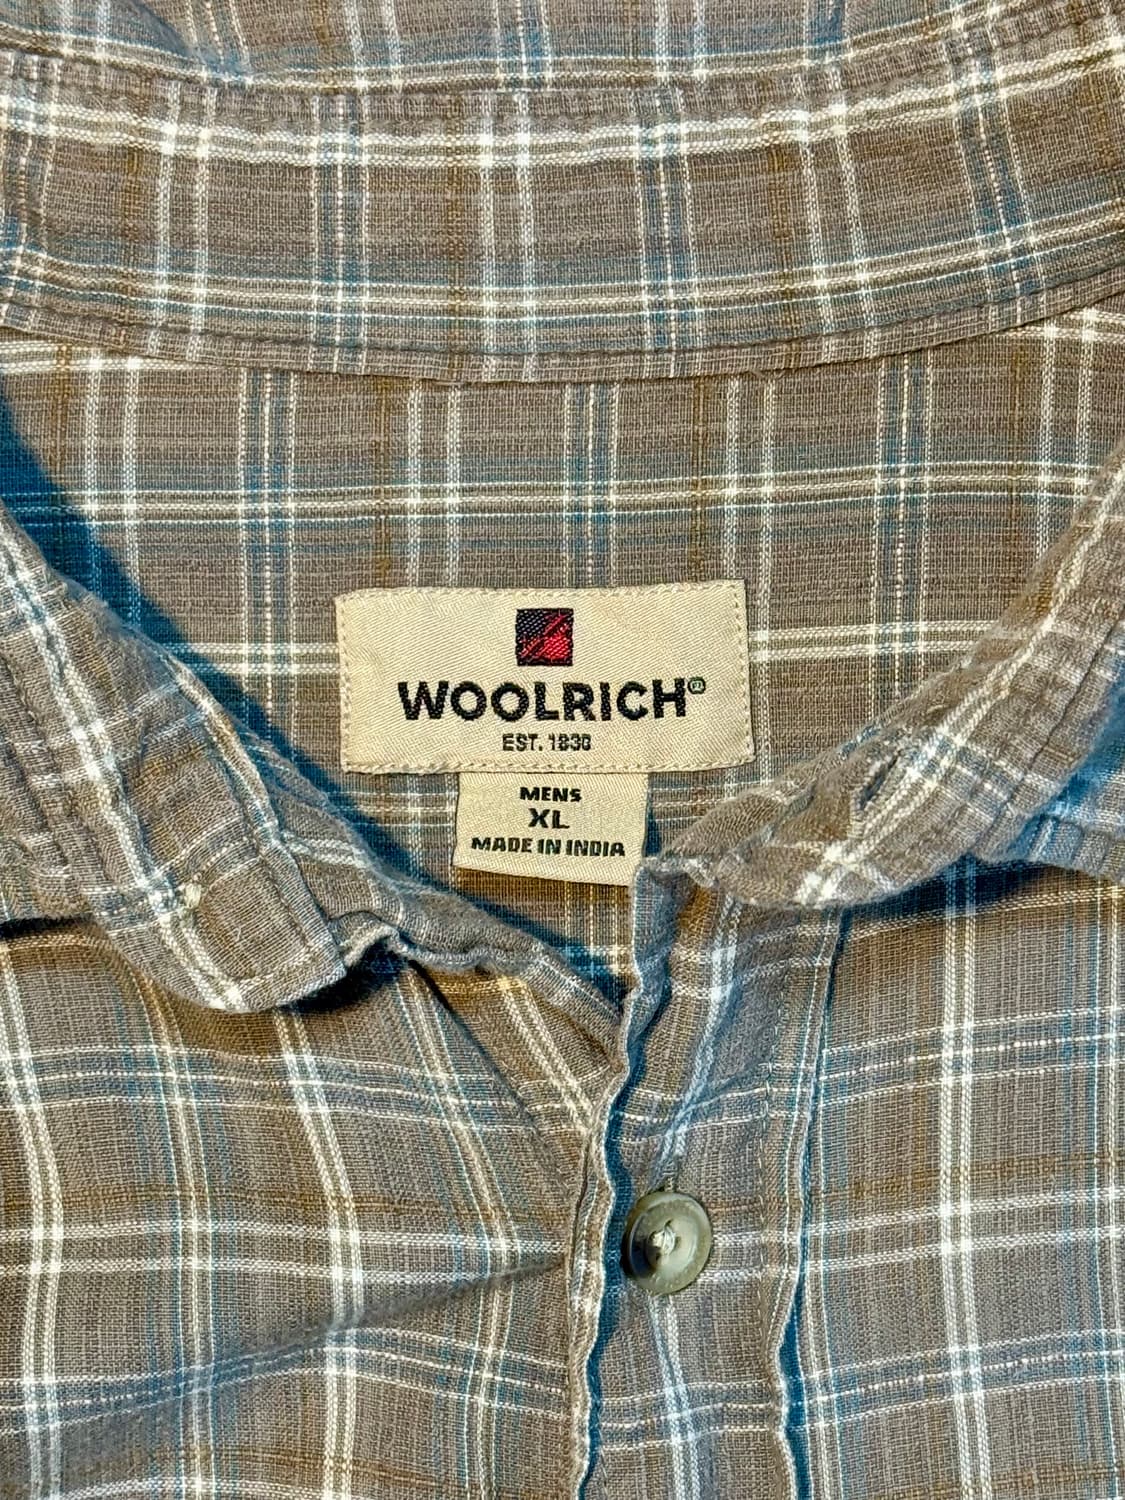 WOOLRICH®
EST. 1830
MENS
XL
MADE IN INDIA